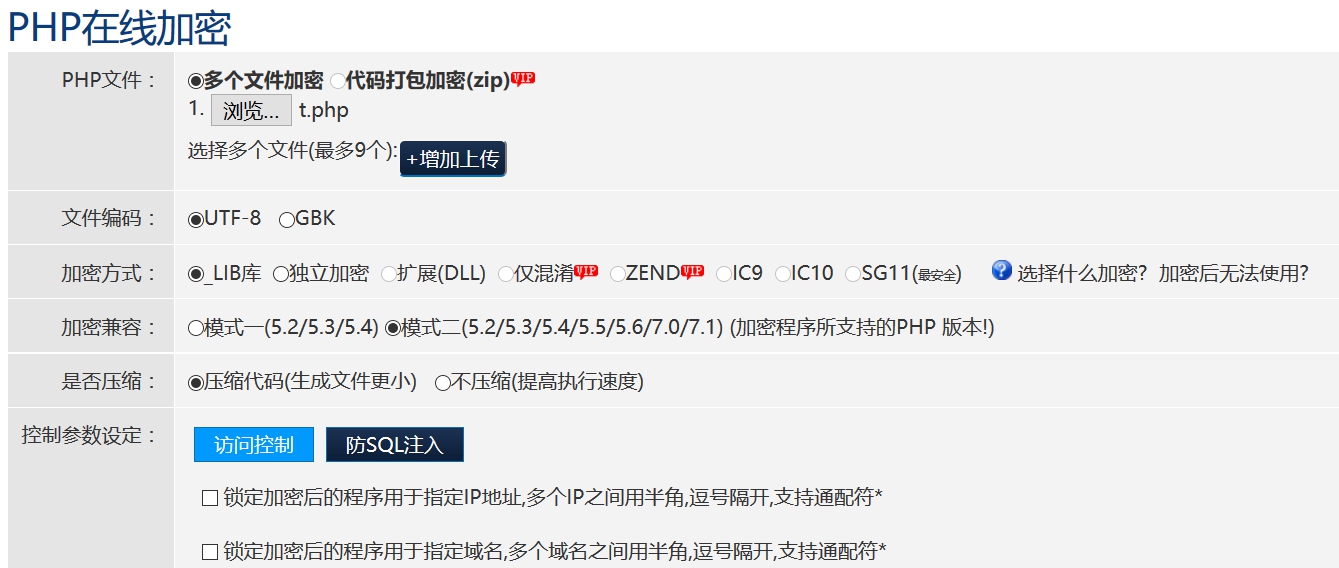 PHP在线加密
PHP文件： 多个文件加密 代码打包加密(zip)VIP
1. 浏览... t.php
选择多个文件(最多9个): +增加上传
文件编码： UTF-8 GBK
加密方式： _LIB库 独立加密 扩展(DLL) 仅混淆VIP ZENDVIP IC9 IC10 SG11(最安全) ? 选择什么加密? 加密后无法使用?
加密兼容： 模式一(5.2/5.3/5.4) 模式二(5.2/5.3/5.4/5.5/5.6/7.0/7.1) (加密程序所支持的PHP 版本!)
是否压缩： 压缩代码(生成文件更小) 不压缩(提高执行速度)
控制参数设定： 访问控制 防SQL注入
锁定加密后的程序用于指定IP地址,多个IP之间用半角,逗号隔开,支持通配符*
锁定加密后的程序用于指定域名,多个域名之间用半角,逗号隔开,支持通配符*